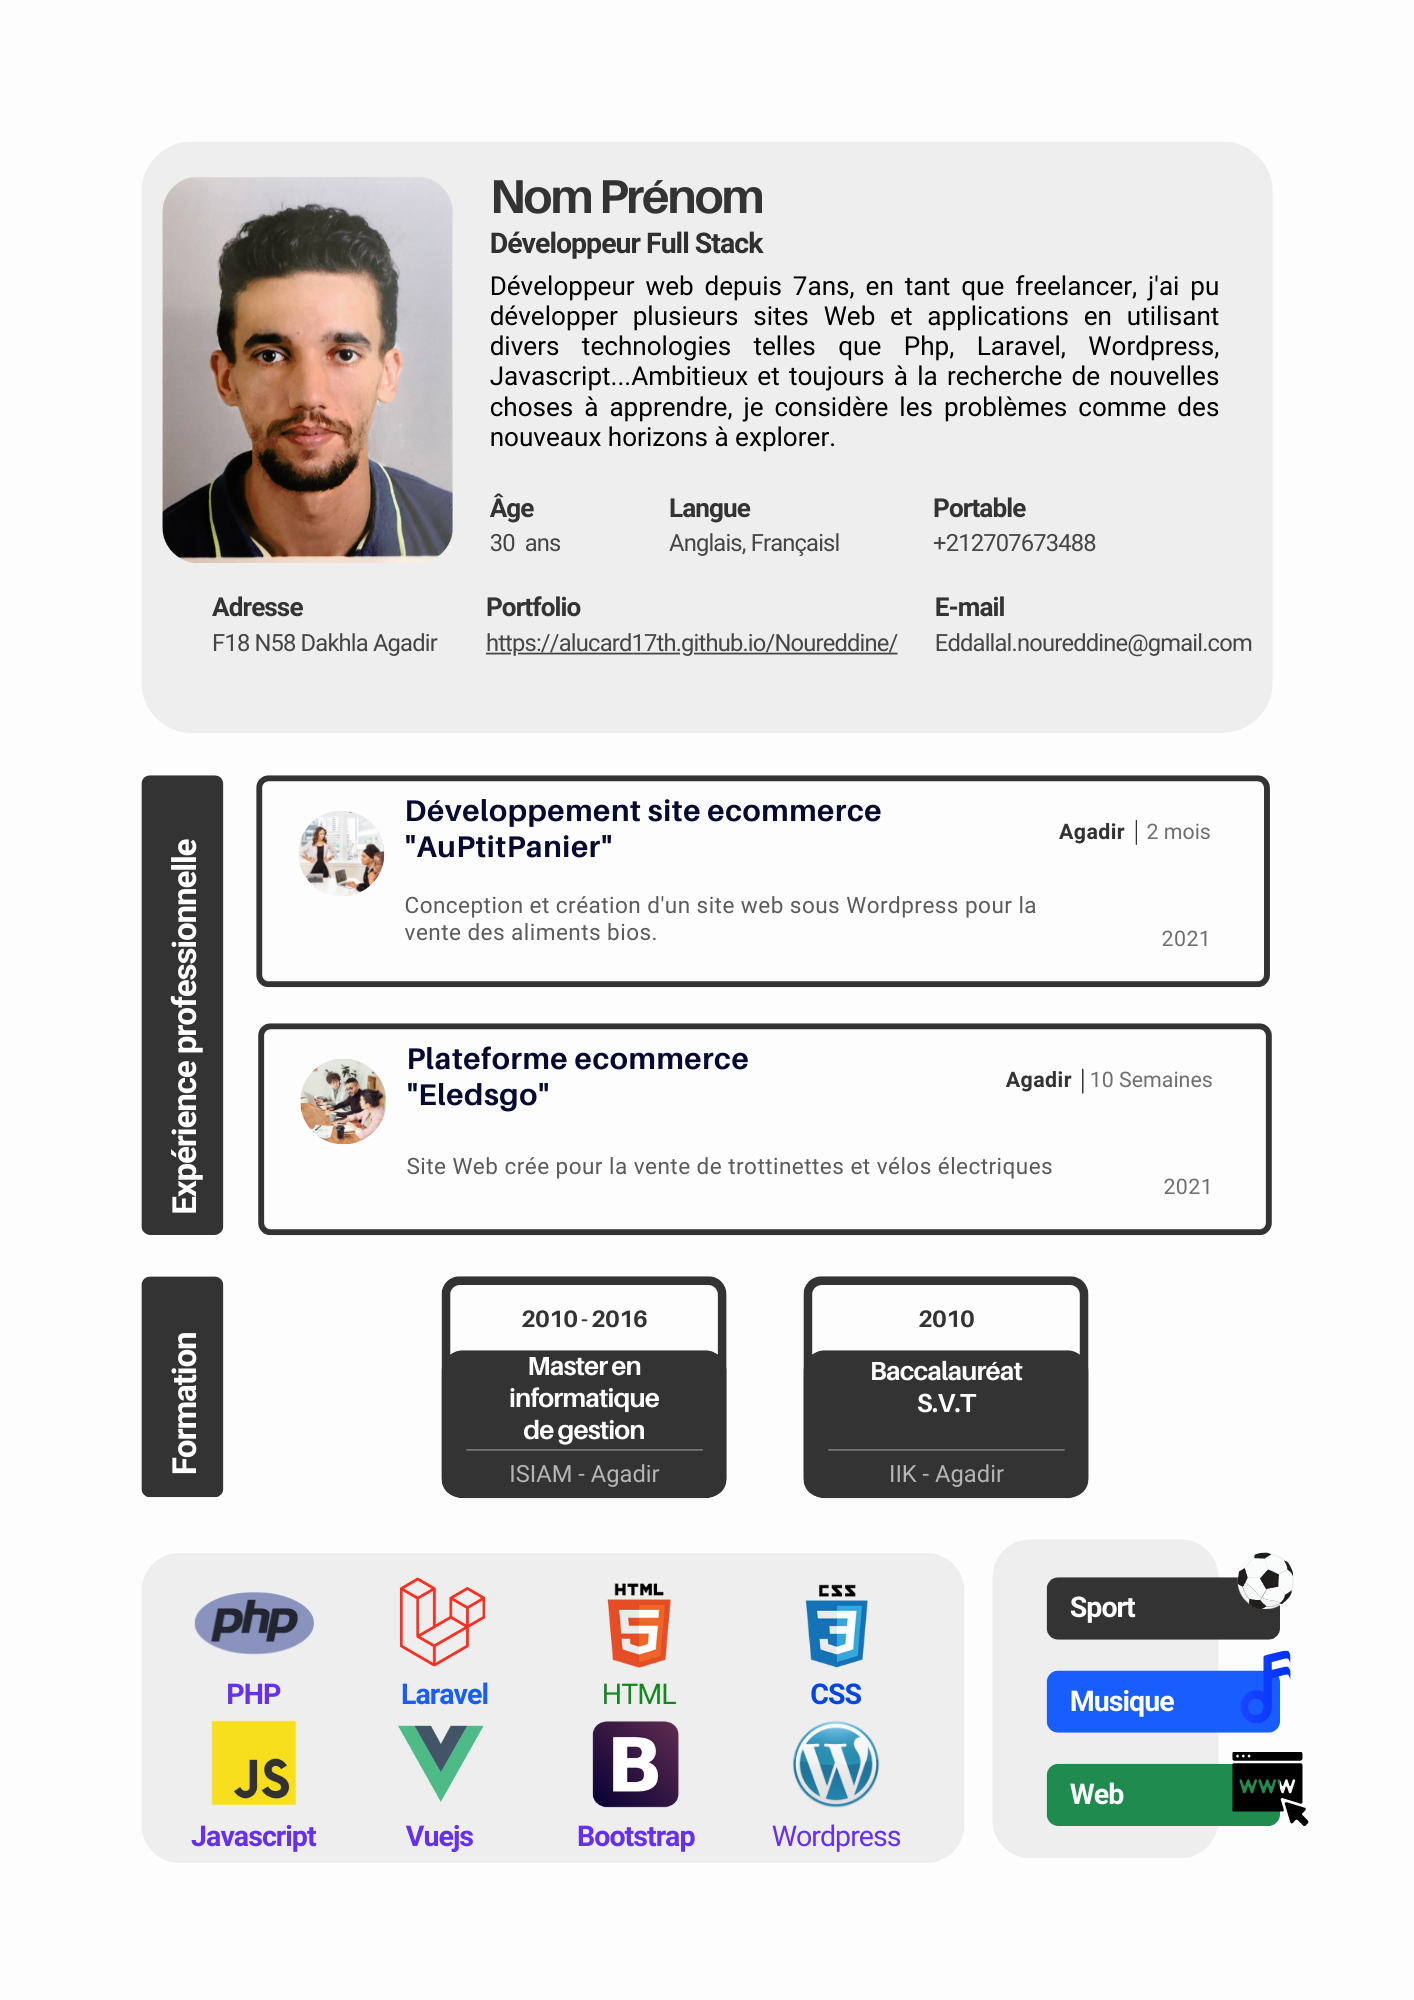 Nom Prénom
Développeur Full Stack
Développeur web depuis 7ans, en tant que freelancer, j'ai pu
développer plusieurs sites Web et applications en utilisant
divers technologies telles que Php, Laravel, Wordpress,
Javascript...Ambitieux et toujours à la recherche de nouvelles
choses à apprendre, je considère les problèmes comme des
nouveaux horizons à explorer.
Âge
30 ans
Langue
Anglais, Françaisl
Portable
+212707673488
Adresse
F18 N58 Dakhla Agadir
Portfolio
https://alucard17th.github.io/Noureddine/
E-mail
Eddallal.noureddine@gmail.com
Expérience professionnelle
Développement site ecommerce
"AuPtitPanier"
Agadir | 2 mois
Conception et création d'un site web sous Wordpress pour la
vente des aliments bios.
2021
Plateforme ecommerce
"Eledsgo"
Agadir | 10 Semaines
Site Web crée pour la vente de trottinettes et vélos électriques
2021
Formation
2010 - 2016
Master en
informatique
de gestion
ISIAM - Agadir
2010
Baccalauréat
S.V.T
IIK - Agadir
php
HTML
5
CSS
3
PHP
Laravel
HTML
CSS
JS
B
W
Javascript
Vuejs
Bootstrap
Wordpress
Sport
Musique
Web
WWW